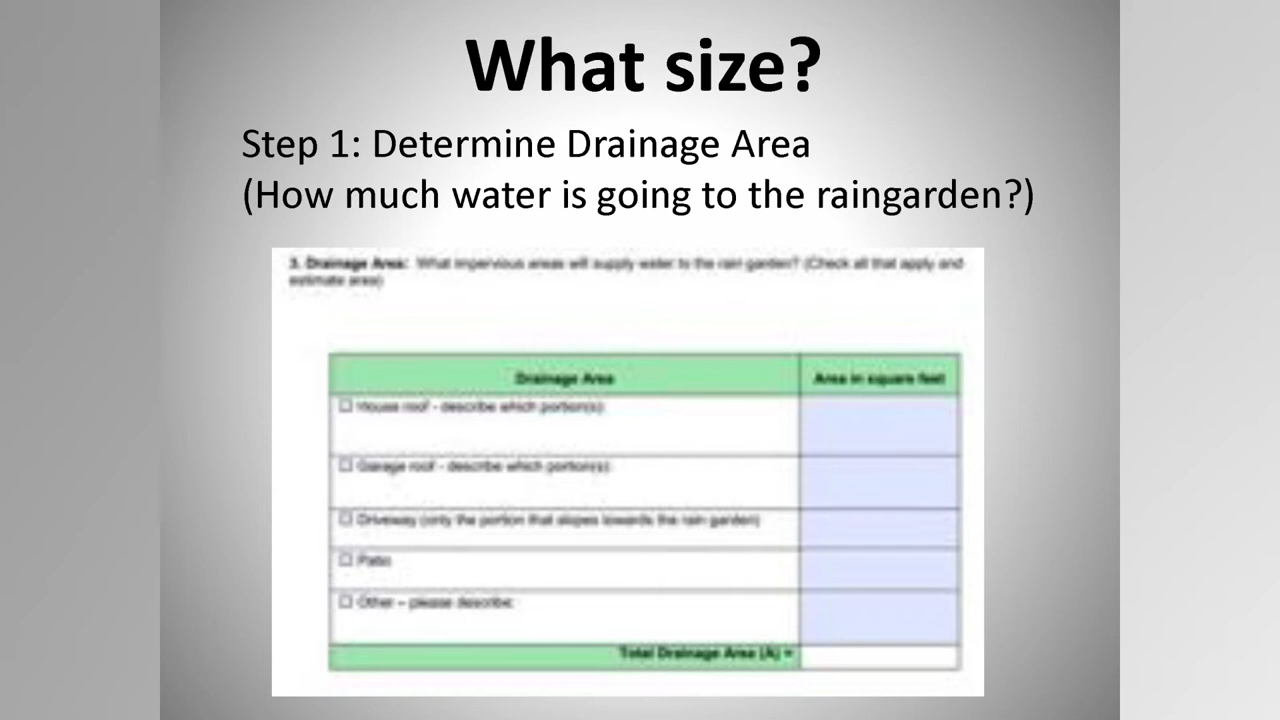 What size?
Step 1: Determine Drainage Area
(How much water is going to the raingarden?)
3. Drainage Area: What impervious areas will supply water to the rain garden? (Check all that apply and
estimate area)
Drainage Area Area in square feet
☐ House roof - describe which portion(s):
☐ Garage roof - describe which portion(s):
☐ Driveway (only the portion that slopes towards the rain garden)
☐ Patio
☐ Other – please describe:
Total Drainage Area (A) =